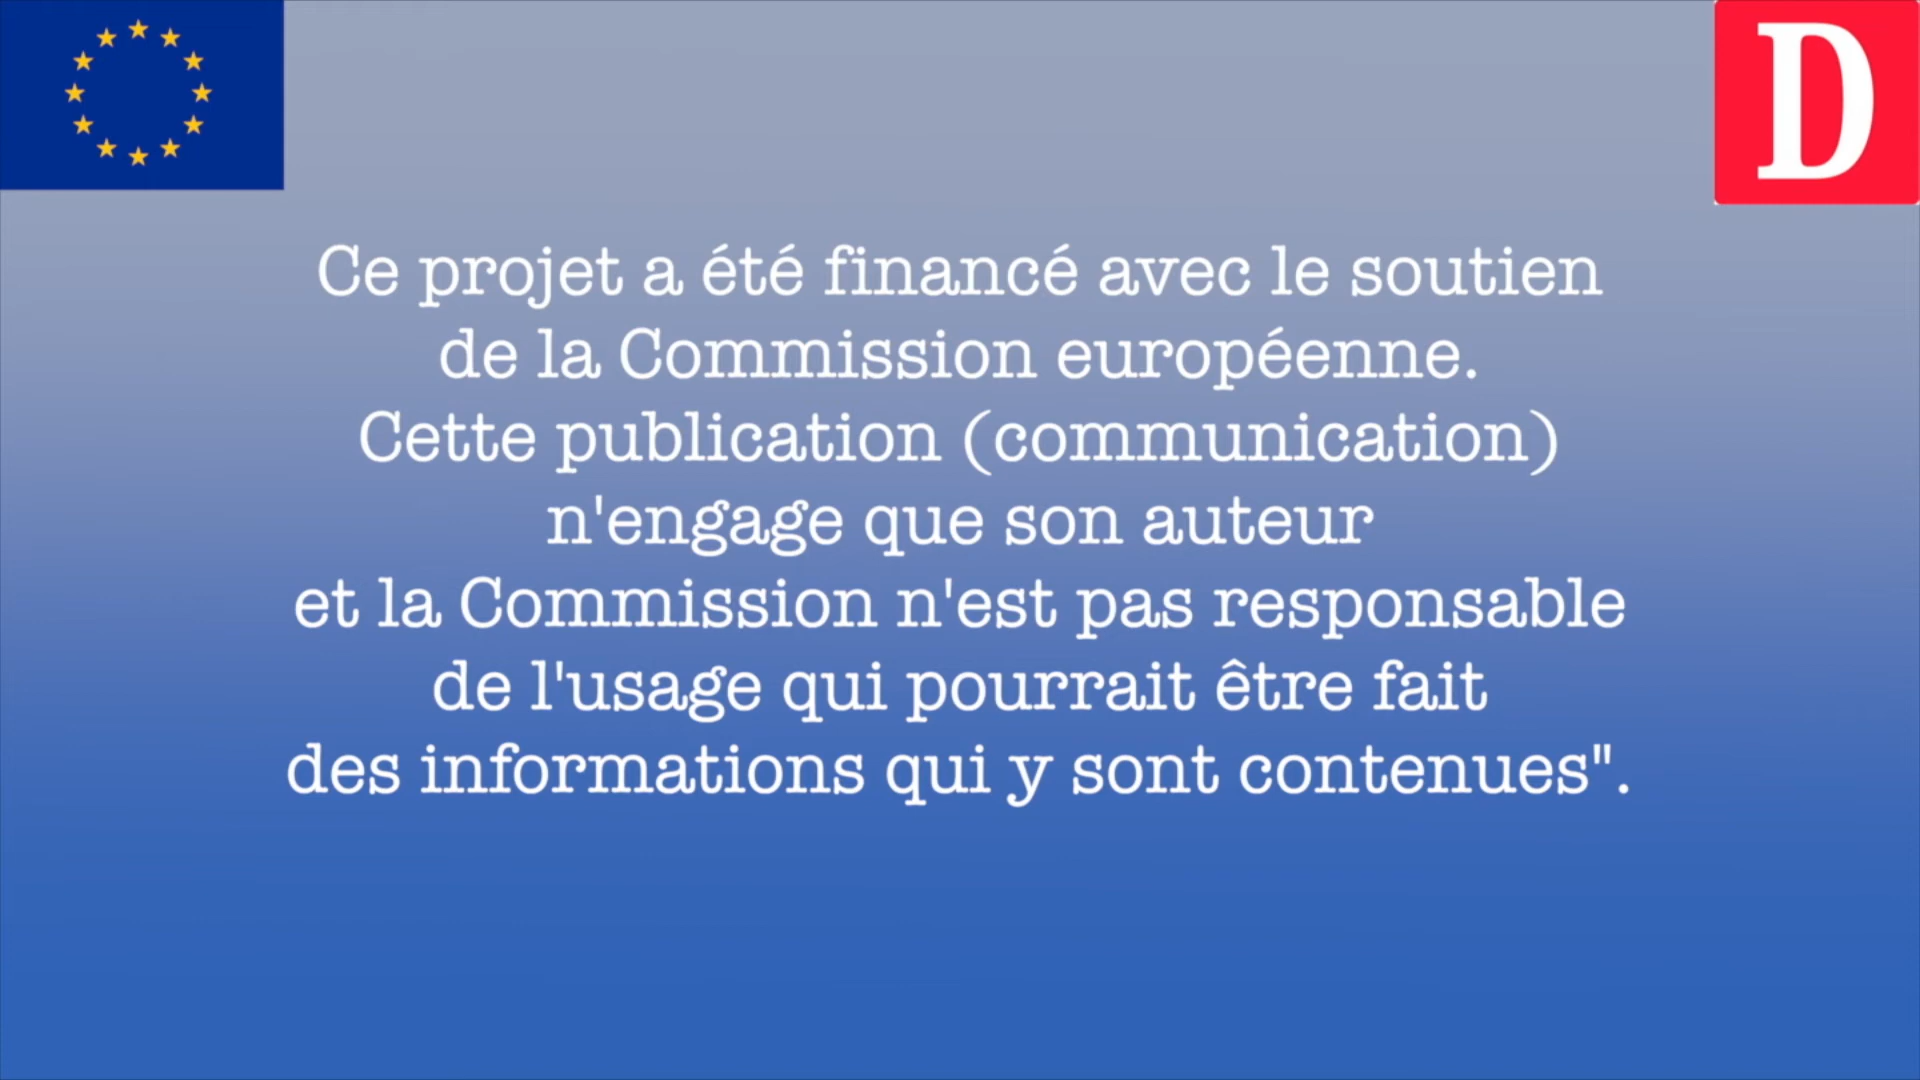 D
Ce projet a été financé avec le soutien
de la Commission européenne.
Cette publication (communication)
n'engage que son auteur
et la Commission n'est pas responsable
de l'usage qui pourrait être fait
des informations qui y sont contenues".